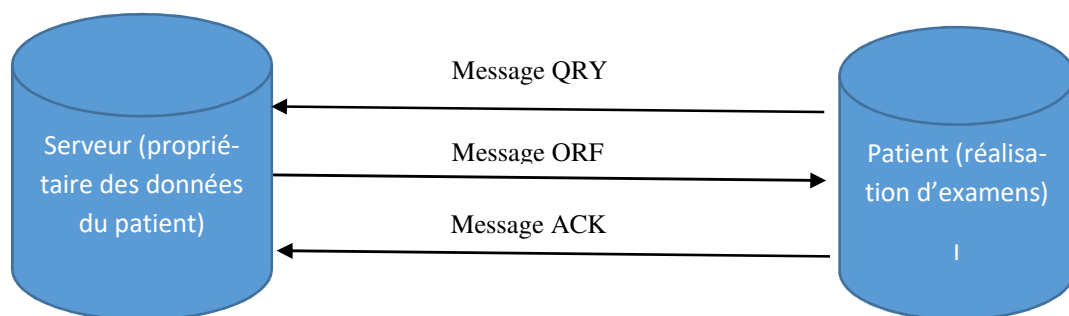 Message QRY
Serveur (proprié-
taire des données
du patient)
Message ORF
Patient (réalisa-
tion d'examens)
Message ACK
I